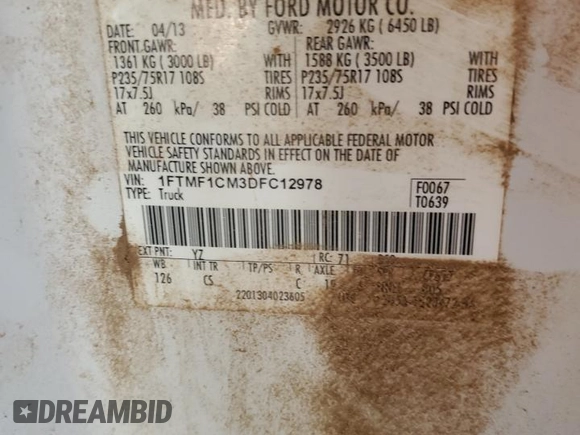 MFD. BY FORD MOTOR CO.
DATE: 04/13 GVWR: 2926 KG ( 6450 LB)
FRONT GAWR: REAR GAWR:
1361 KG ( 3000 LB) WITH 1588 KG ( 3500 LB) WITH
P235/75R17 108S TIRES P235/75R17 108S TIRES
17x7.5J RIMS 17x7.5J RIMS
AT 260 kPa/ 38 PSI COLD AT 260 kPa/ 38 PSI COLD
THIS VEHICLE CONFORMS TO ALL APPLICABLE FEDERAL MOTOR
VEHICLE SAFETY STANDARDS IN EFFECT ON THE DATE OF
MANUFACTURE SHOWN ABOVE.
VIN: 1FTMF1CM3DFC12978 F0067
TYPE: Truck T0639
EXT PNT: YZ RC: 71
WB INT TR TP/PS R AXLE
126 CS C
2201304023605
DREAMBID